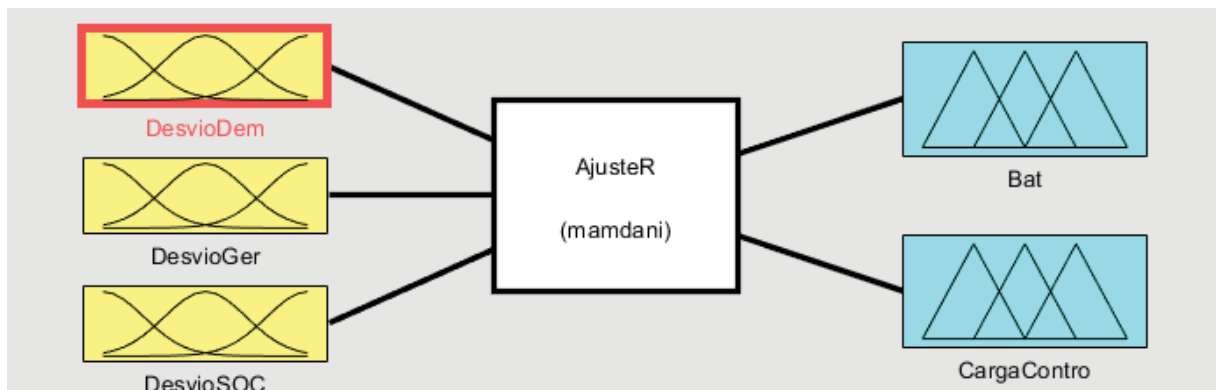 DesvioDem
DesvioGer
DesvioSOC
AjusteR
(mamdani)
Bat
CargaContro